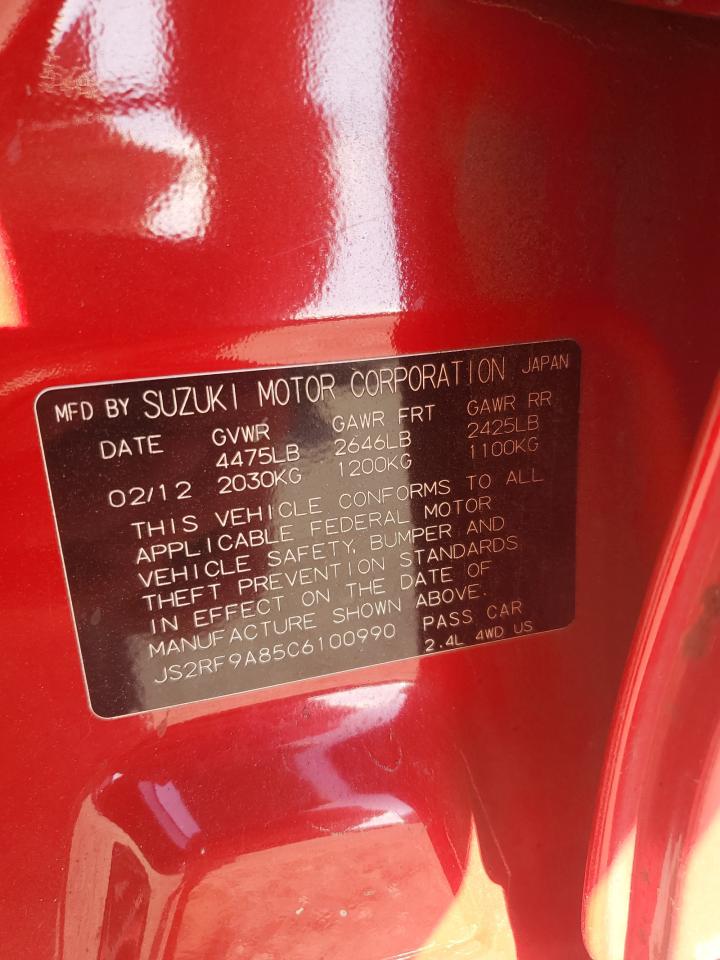 MFD BY SUZUKI MOTOR CORPORATION JAPAN
DATE GVWR GAWR FRT GAWR RR
4475LB 2646LB 2425LB
02/12 2030KG 1200KG 1100KG
THIS VEHICLE CONFORMS TO ALL
APPLICABLE FEDERAL MOTOR
VEHICLE SAFETY, BUMPER AND
THEFT PREVENTION STANDARDS
IN EFFECT ON THE DATE OF
MANUFACTURE SHOWN ABOVE.
JS2RF9A85C6100990 PASS CAR
2.4L 4WD US